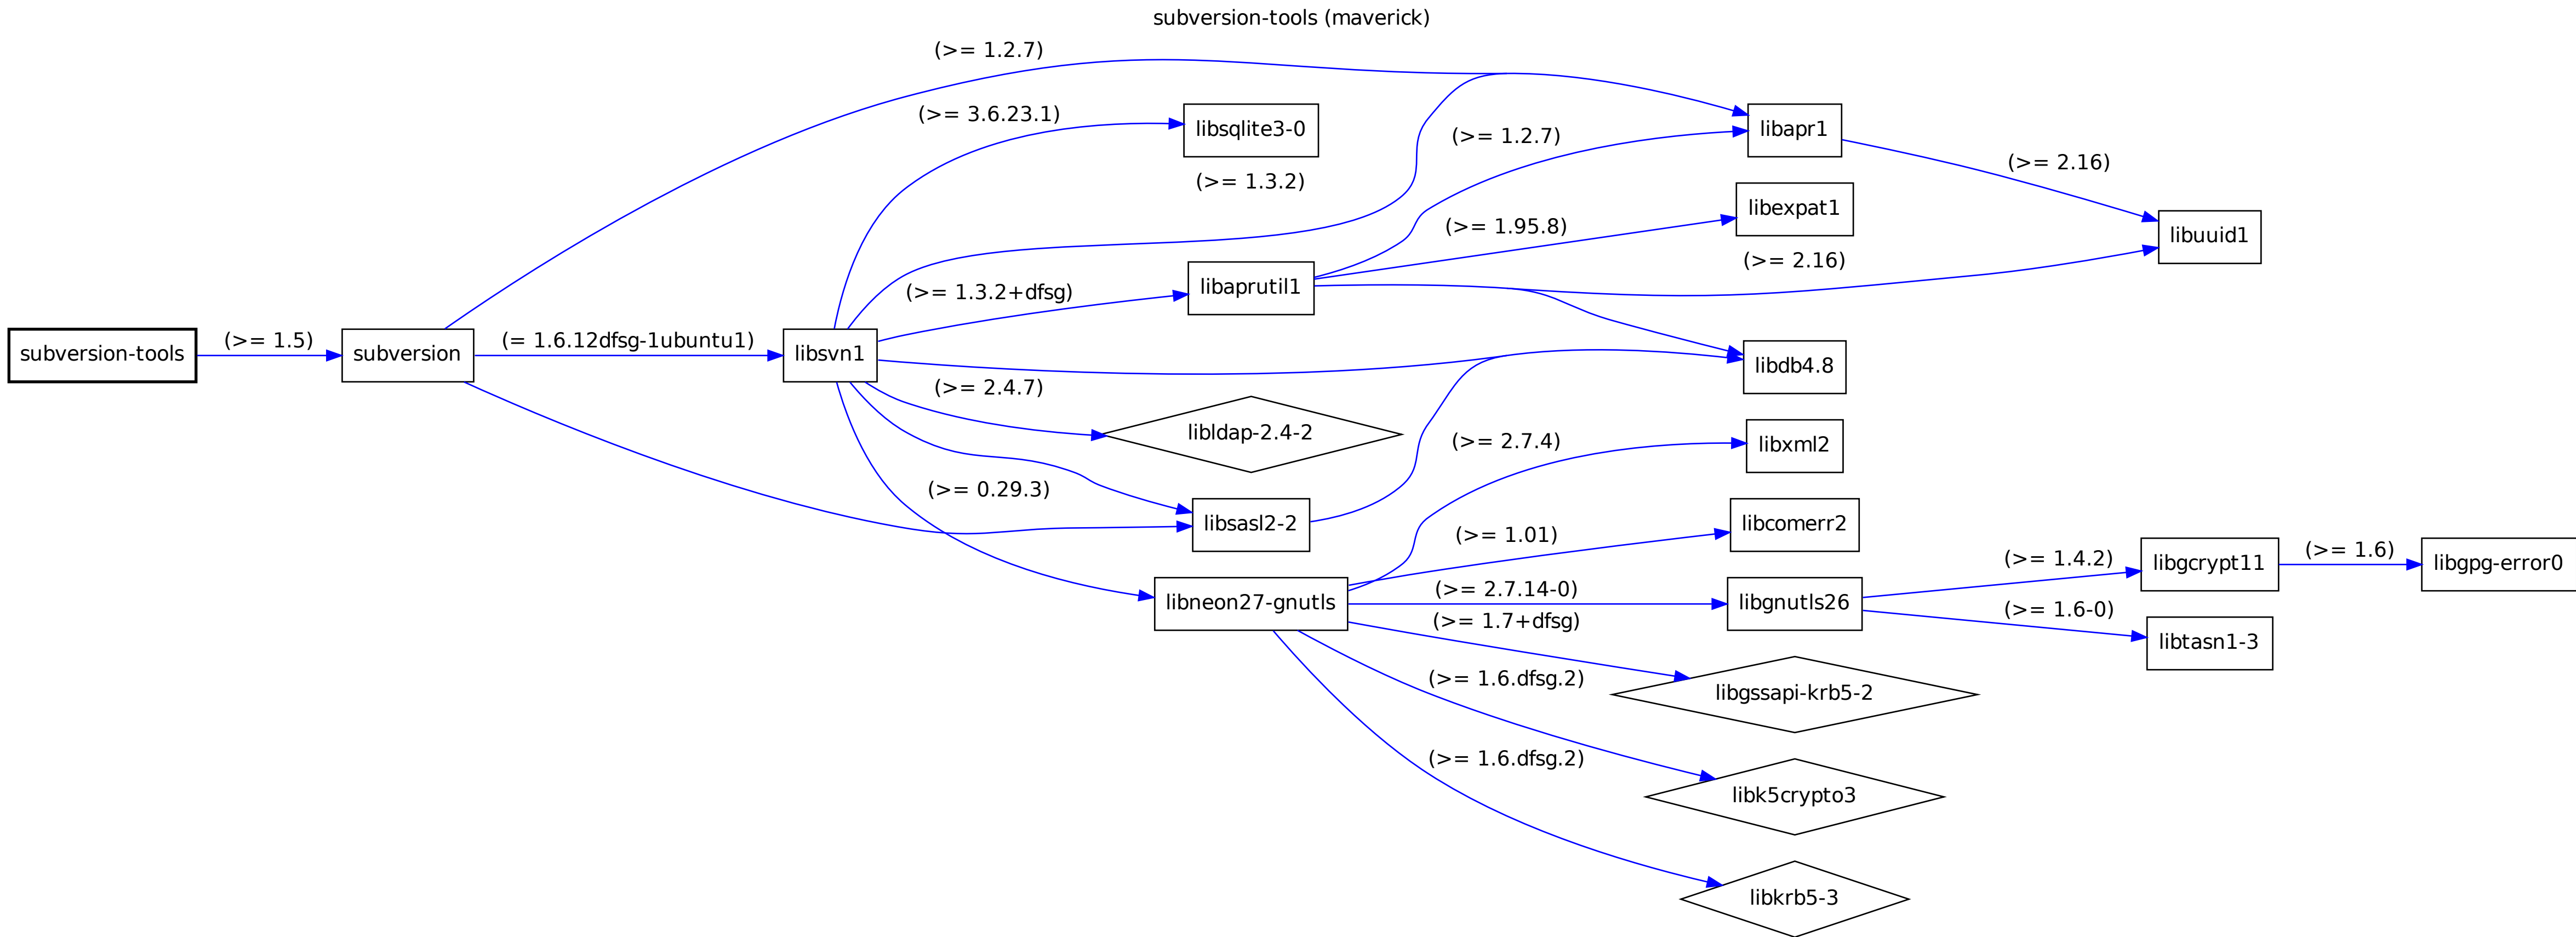 subversion-tools (maverick)
(>= 1.2.7)
(>= 3.6.23.1)
libsqlite3-0
(>= 1.3.2)
(>= 1.2.7)
libapr1
(>= 2.16)
libexpat1
(>= 1.95.8)
libuuid1
(>= 2.16)
(>= 1.3.2+dfsg)
libaprutil1
subversion-tools
(>= 1.5)
subversion
(= 1.6.12dfsg-1ubuntu1)
libsvn1
libdb4.8
(>= 2.4.7)
libldap-2.4-2
(>= 2.7.4)
libxml2
(>= 0.29.3)
libsasl2-2
(>= 1.01)
libcomerr2
libneon27-gnutls
(>= 2.7.14-0)
libgnutls26
(>= 1.4.2)
libgcrypt11
(>= 1.6)
libgpg-error0
(>= 1.6-0)
libtasn1-3
(>= 1.7+dfsg)
libgssapi-krb5-2
(>= 1.6.dfsg.2)
libk5crypto3
(>= 1.6.dfsg.2)
libkrb5-3